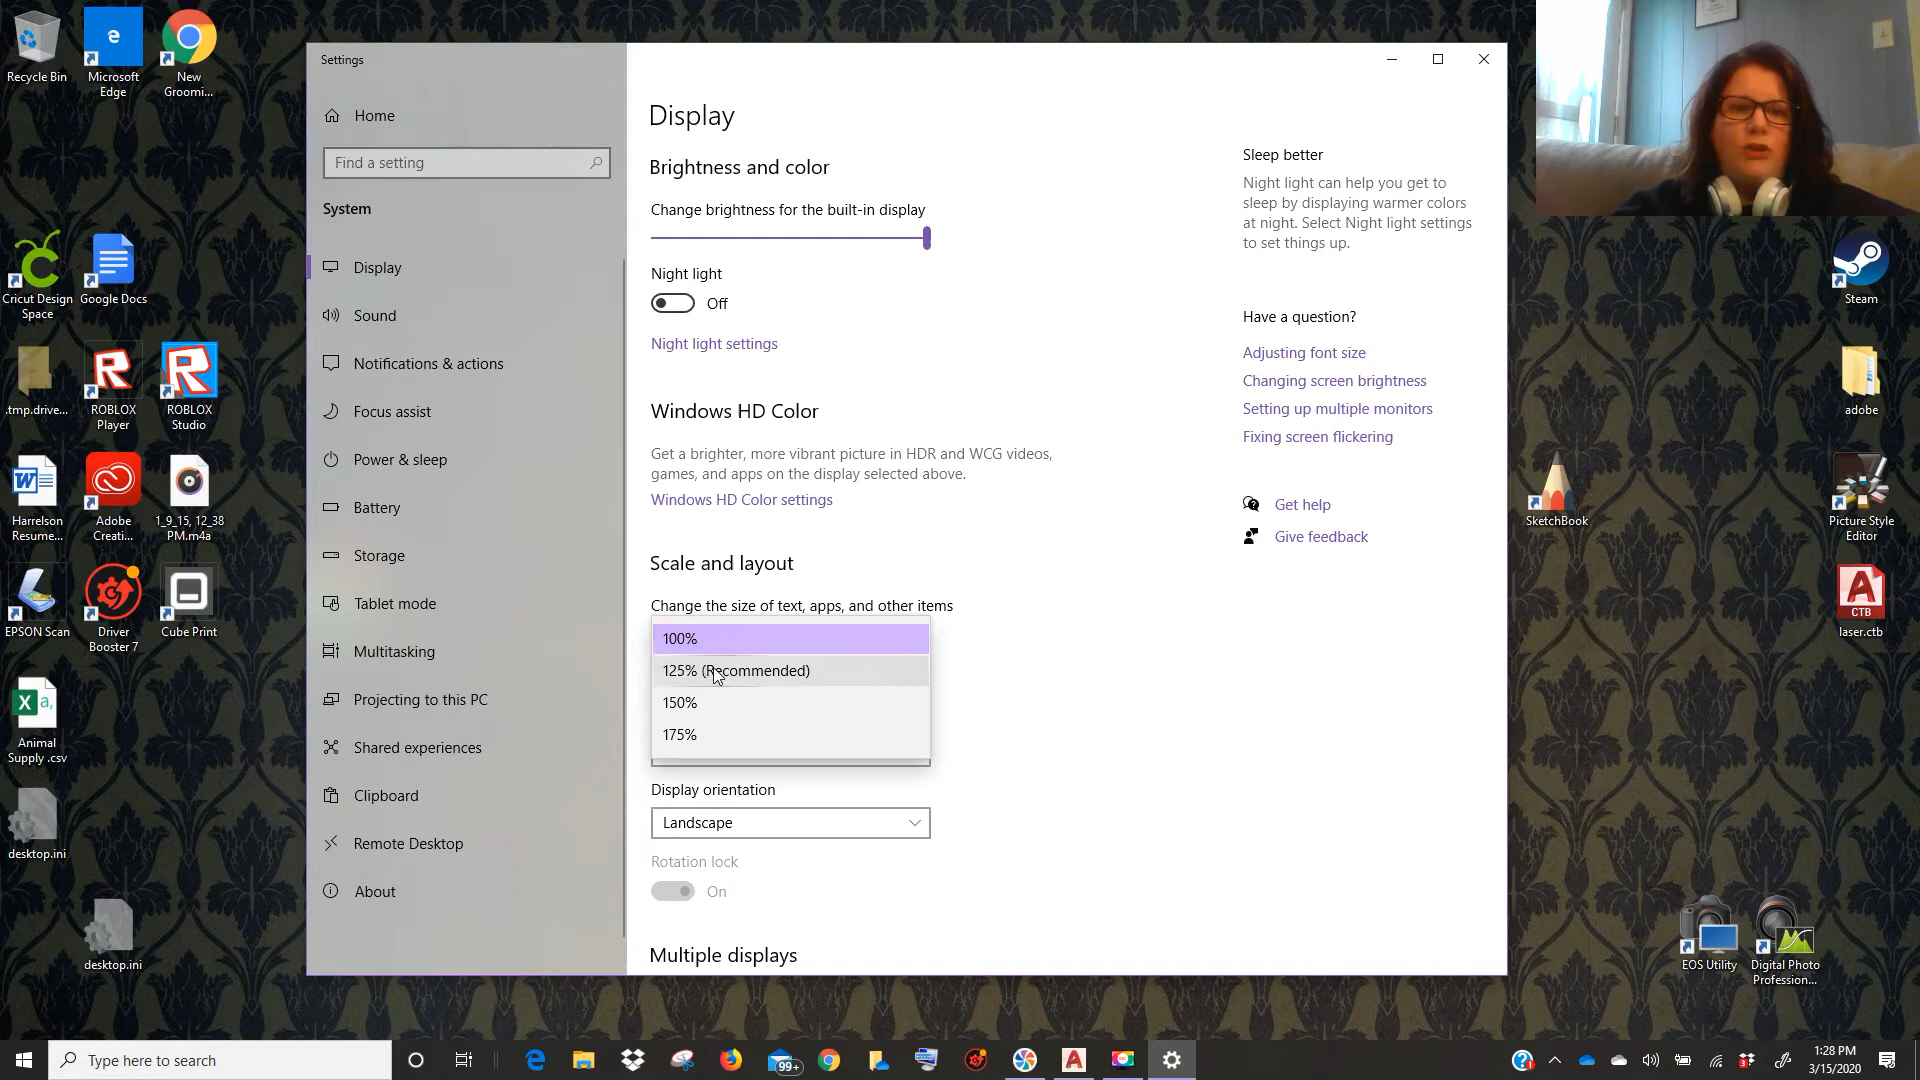 Recycle Bin
Microsoft
Edge
New
Groomi...
Cricut Design
Space
Google Docs
.tmp.drive...
ROBLOX
Player
ROBLOX
Studio
Harrelson
Resume...
Adobe
Creati...
1_9_15, 12_38
PM.m4a
EPSON Scan
Driver
Booster 7
Cube Print
Animal
Supply .csv
desktop.ini
desktop.ini
Settings
Home
Find a setting
System
Display
Sound
Notifications & actions
Focus assist
Power & sleep
Battery
Storage
Tablet mode
Multitasking
Projecting to this PC
Shared experiences
Clipboard
Remote Desktop
About
Display
Brightness and color
Change brightness for the built-in display
Night light
Off
Night light settings
Windows HD Color
Get a brighter, more vibrant picture in HDR and WCG videos,
games, and apps on the display selected above.
Windows HD Color settings
Scale and layout
Change the size of text, apps, and other items
100%
125% (Recommended)
150%
175%
Display orientation
Landscape
Rotation lock
On
Multiple displays
Sleep better
Night light can help you get to
sleep by displaying warmer colors
at night. Select Night light settings
to set things up.
Have a question?
Adjusting font size
Changing screen brightness
Setting up multiple monitors
Fixing screen flickering
Get help
Give feedback
Steam
adobe
SketchBook
Picture Style
Editor
CTB
laser.ctb
EOS Utility
Digital Photo
Profession...
Type here to search
99+
1:28 PM
3/15/2020